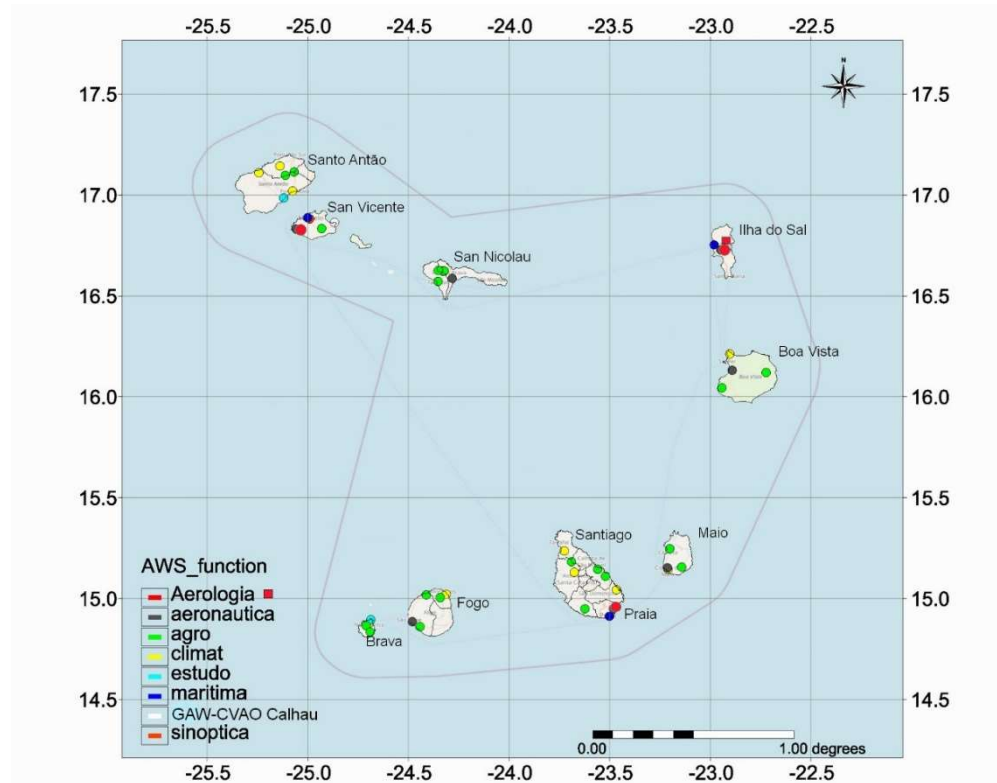 -25.5 -25.0 -24.5 -24.0 -23.5 -23.0 -22.5
N
17.5 17.5
Santo Antão
17.0 17.0
San Vicente
Ilha do Sal
San Nicolau
16.5 16.5
Boa Vista
16.0 16.0
15.5 15.5
Santiago
Maio
AWS_function
Aerologia
15.0 15.0
aeronautica
Fogo
Praia
agro
Brava
climat
estudo
14.5 14.5
maritima
GAW-CVAO Calhau
sinoptica
0.00 1.00 degrees
-25.5 -25.0 -24.5 -24.0 -23.5 -23.0 -22.5